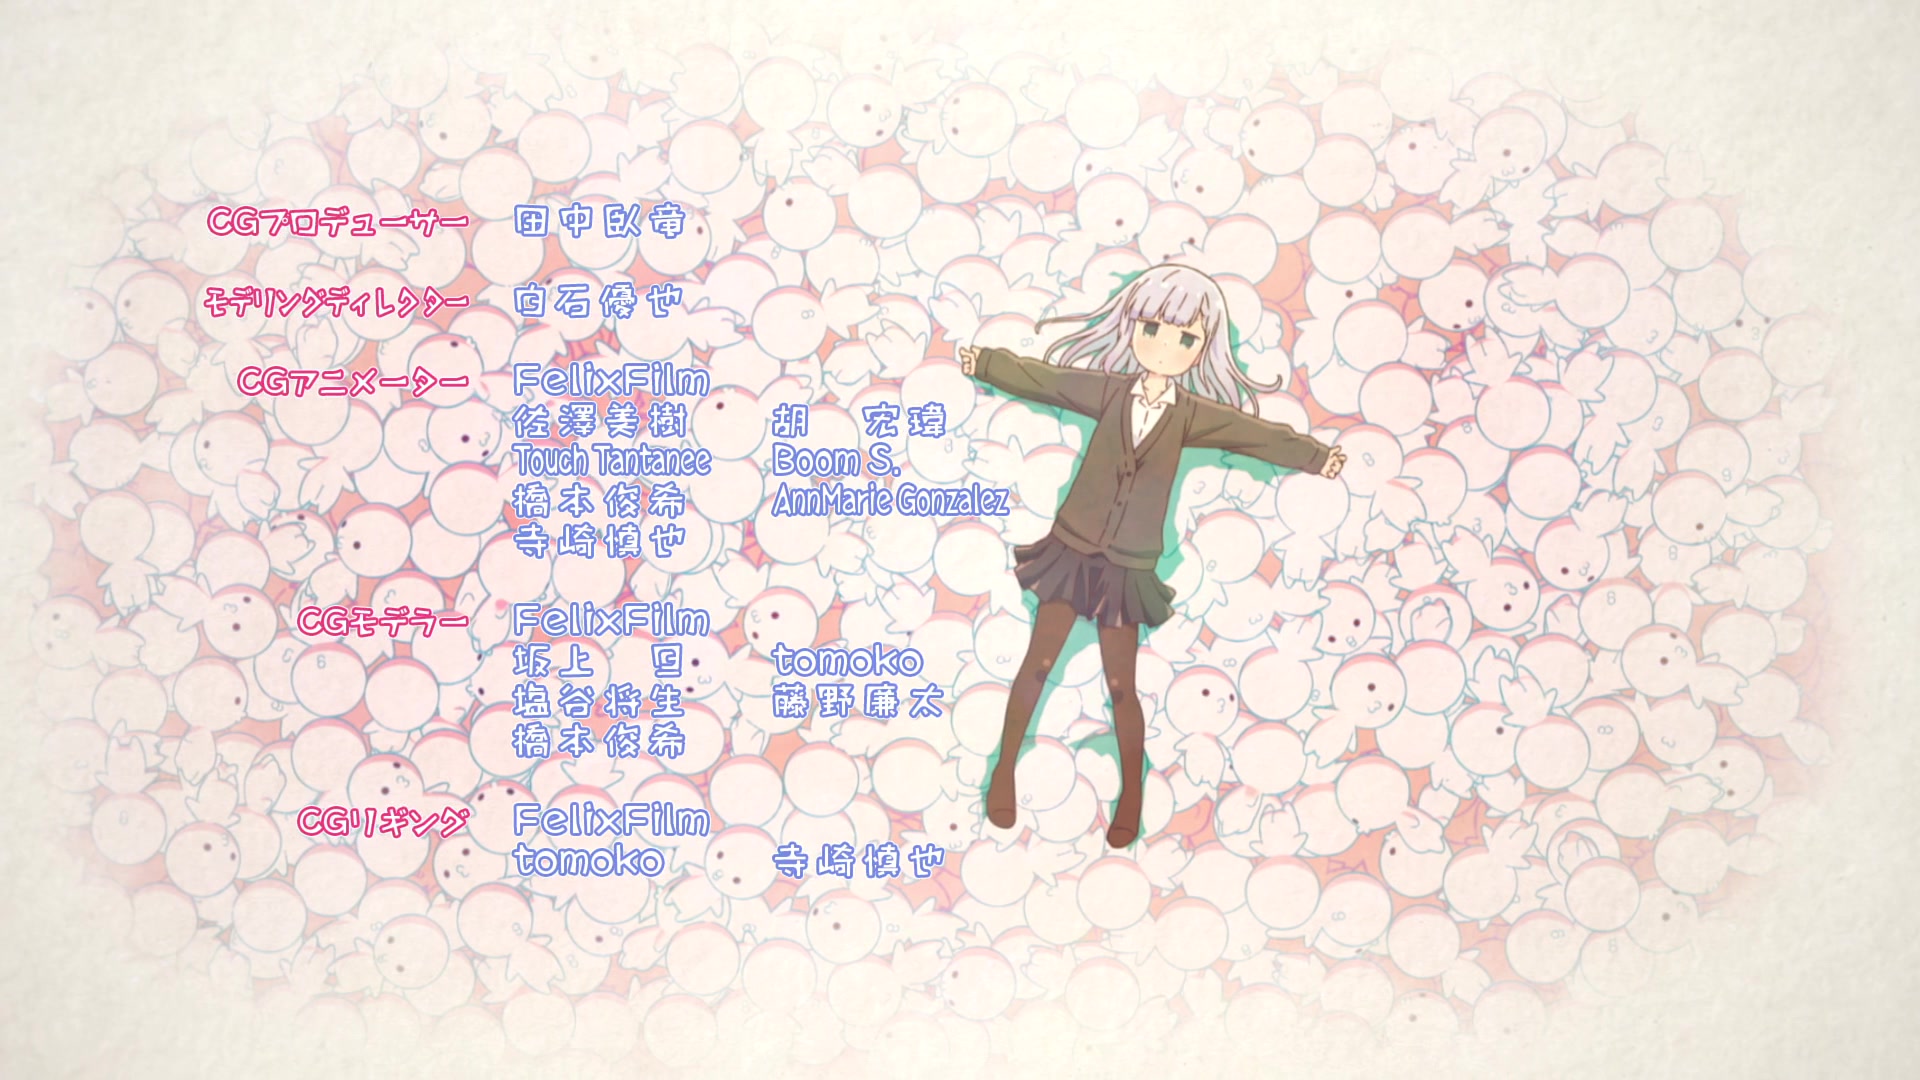 CGプロデューサー 田中臥竜
モデリングディレクター 白石優也
CGアニメーター FelixFilm
佐澤美樹 胡 宏瑋
Touch Tantanee Boom S.
橋本俊希 AnnMarie Gonzalez
寺崎慎也
CGモデラー FelixFilm
坂上 旦 tomoko
塩谷将生 藤野廉太
橋本俊希
CGリギング FelixFilm
tomoko 寺崎慎也